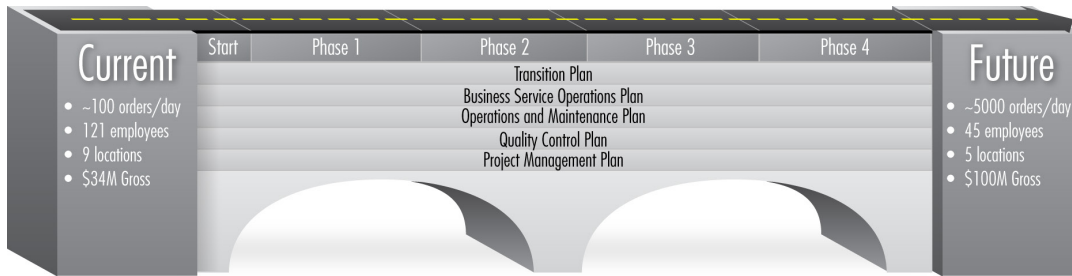 Current
• ~100 orders/day
• 121 employees
• 9 locations
• $34M Gross
Start
Phase 1
Phase 2
Phase 3
Phase 4
Transition Plan
Business Service Operations Plan
Operations and Maintenance Plan
Quality Control Plan
Project Management Plan
Future
• ~5000 orders/day
• 45 employees
• 5 locations
• $100M Gross